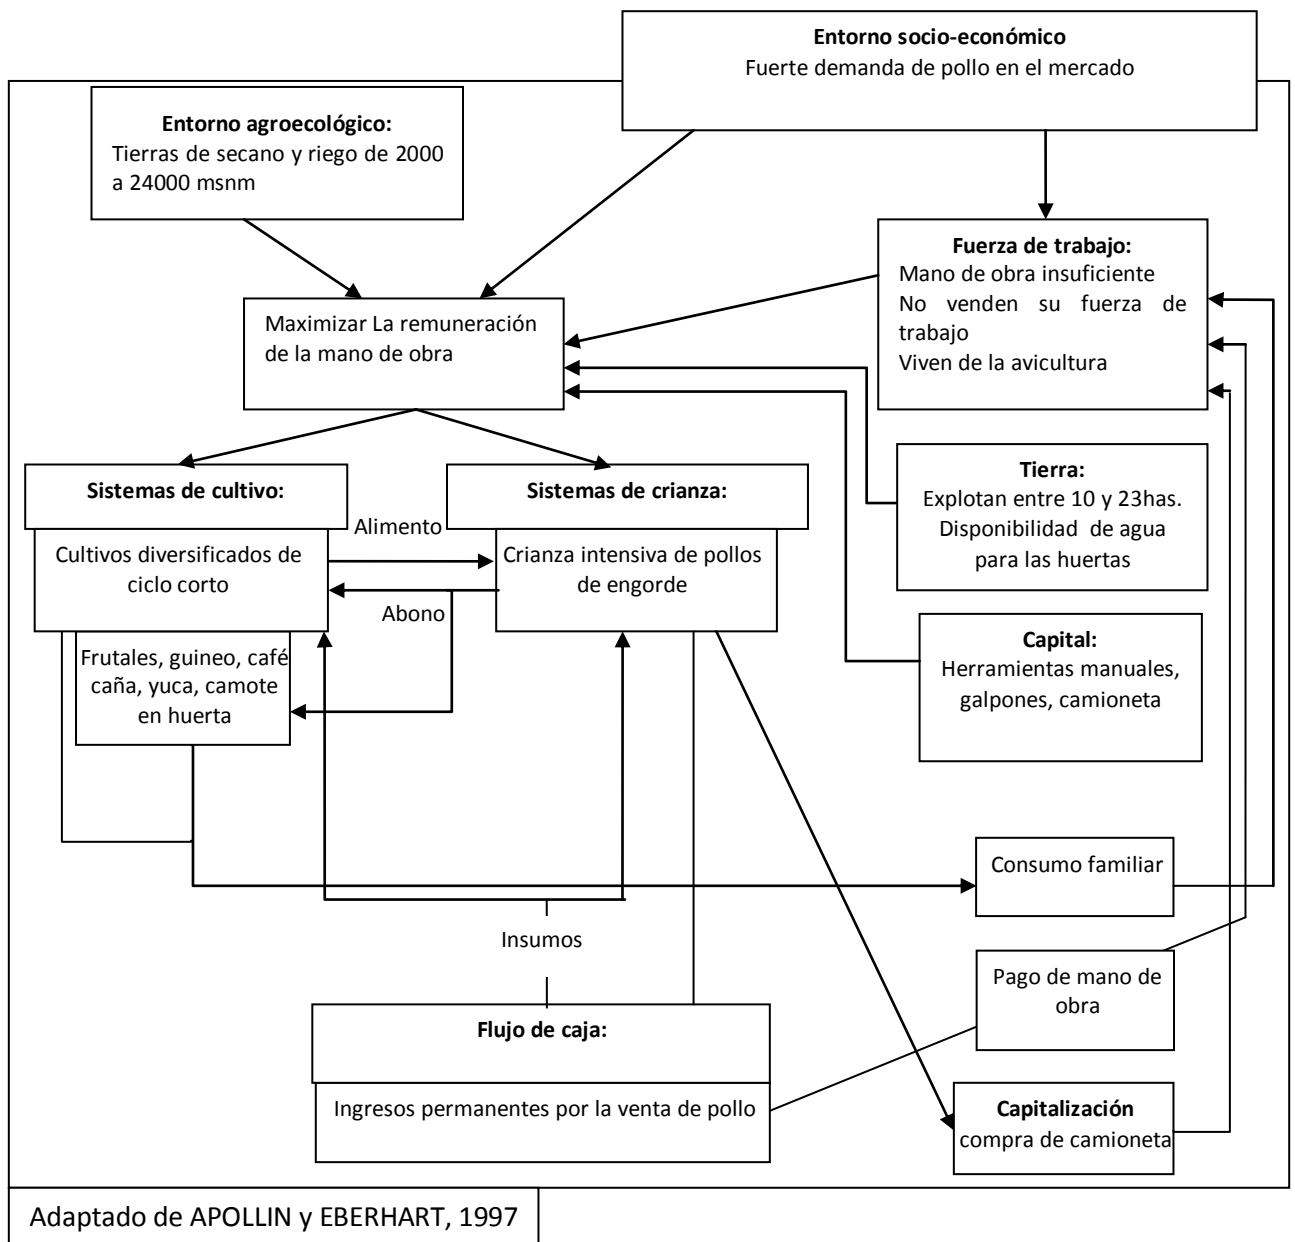 Entorno socio-económico
Fuerte demanda de pollo en el mercado
Entorno agroecológico:
Tierras de secano y riego de 2000
a 24000 msnm
Fuerza de trabajo:
Mano de obra insuficiente
No venden su fuerza de
trabajo
Viven de la avicultura
Maximizar La remuneración
de la mano de obra
Sistemas de cultivo:
Sistemas de crianza:
Tierra:
Explotan entre 10 y 23has.
Disponibilidad de agua
para las huertas
Alimento
Cultivos diversificados de
ciclo corto
Crianza intensiva de pollos
de engorde
Abono
Frutales, guineo, café
caña, yuca, camote
en huerta
Capital:
Herramientas manuales,
galpones, camioneta
Consumo familiar
Insumos
Pago de mano de
obra
Flujo de caja:
Ingresos permanentes por la venta de pollo
Capitalización
compra de camioneta
Adaptado de APOLLIN y EBERHART, 1997